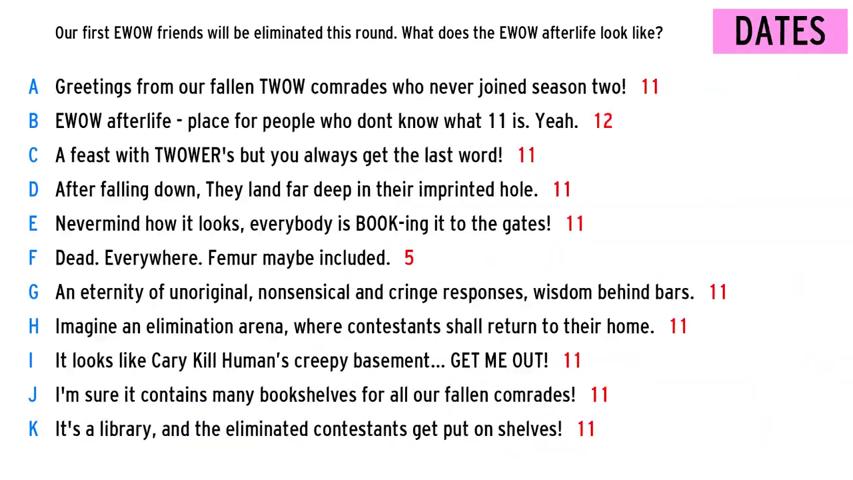 Our first EWOW friends will be eliminated this round. What does the EWOW afterlife look like?
DATES
A Greetings from our fallen TWOW comrades who never joined season two! 11
B EWOW afterlife - place for people who dont know what 11 is. Yeah. 12
C A feast with TWOWER's but you always get the last word! 11
D After falling down, They land far deep in their imprinted hole. 11
E Nevermind how it looks, everybody is BOOK-ing it to the gates! 11
F Dead. Everywhere. Femur maybe included. 5
G An eternity of unoriginal, nonsensical and cringe responses, wisdom behind bars. 11
H Imagine an elimination arena, where contestants shall return to their home. 11
I It looks like Cary Kill Human's creepy basement... GET ME OUT! 11
J I'm sure it contains many bookshelves for all our fallen comrades! 11
K It's a library, and the eliminated contestants get put on shelves! 11